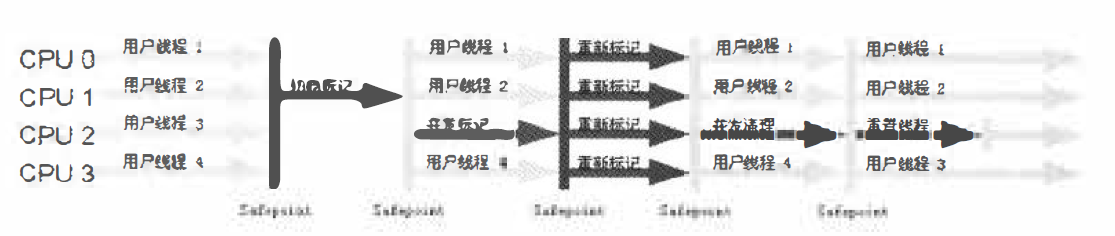 CPU 0 用户线程 1 用户线程 1 重新标记 用户线程 1 用户线程 1
CPU 1 用户线程 2 初始标记 用户线程 2 重新标记 用户线程 2 用户线程 2
CPU 2 用户线程 3 并发标记 重新标记 并发清理 重置线程
CPU 3 用户线程 4 用户线程 重新标记 用户线程 4 用户线程 3
Safepoint Safepoint Safepoint Safepoint Safepoint